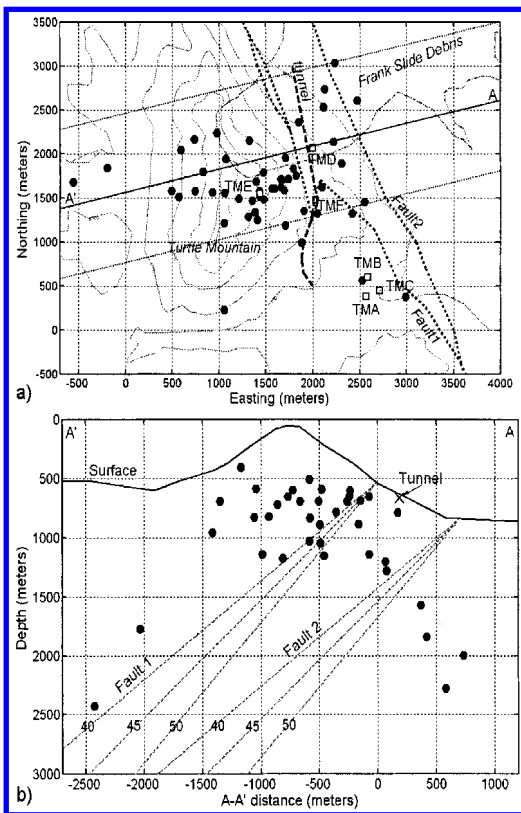 3500
3000
2500
2000
1500
1000
500
0
-500
Northing (meters)
tunnel
Frank Slide Debris
A
A'
TMD
TME
TMF
Fault2
Turtle Mountain
TMB
TMC
TMA
Fault1
-500 0 500 1000 1500 2000 2500 3000 3500 4000
a)
Easting (meters)
0
500
1000
1500
2000
2500
3000
Depth (meters)
A' A
Surface
Tunnel
Fault 1
Fault 2
40 45 50 40 45 50
-2500 -2000 -1500 -1000 -500 0 500 1000
b)
A-A' distance (meters)